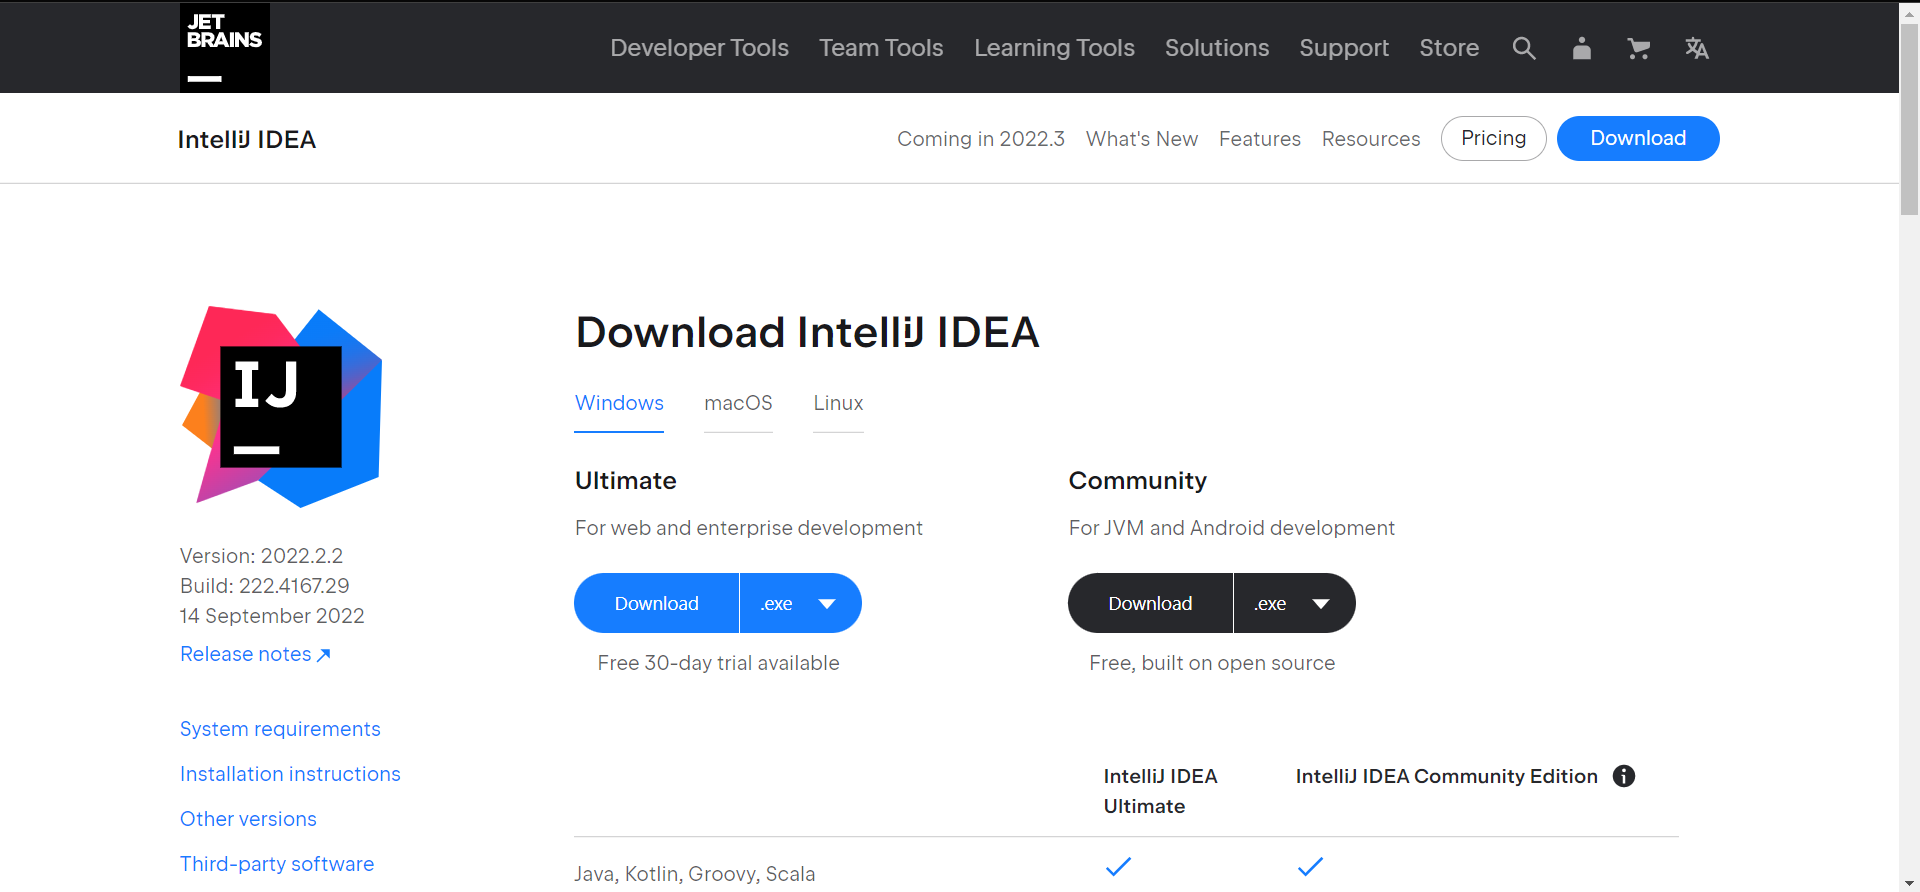 JET
BRAINS
Developer Tools Team Tools Learning Tools Solutions Support Store
IntelliJ IDEA
Coming in 2022.3 What's New Features Resources Pricing Download
IJ
Download IntelliJ IDEA
Windows macOS Linux
Ultimate
For web and enterprise development
Download .exe
Free 30-day trial available
Community
For JVM and Android development
Download .exe
Free, built on open source
Version: 2022.2.2
Build: 222.4167.29
14 September 2022
Release notes
System requirements
Installation instructions
Other versions
Third-party software
IntelliJ IDEA
Ultimate
IntelliJ IDEA Community Edition
Java, Kotlin, Groovy, Scala